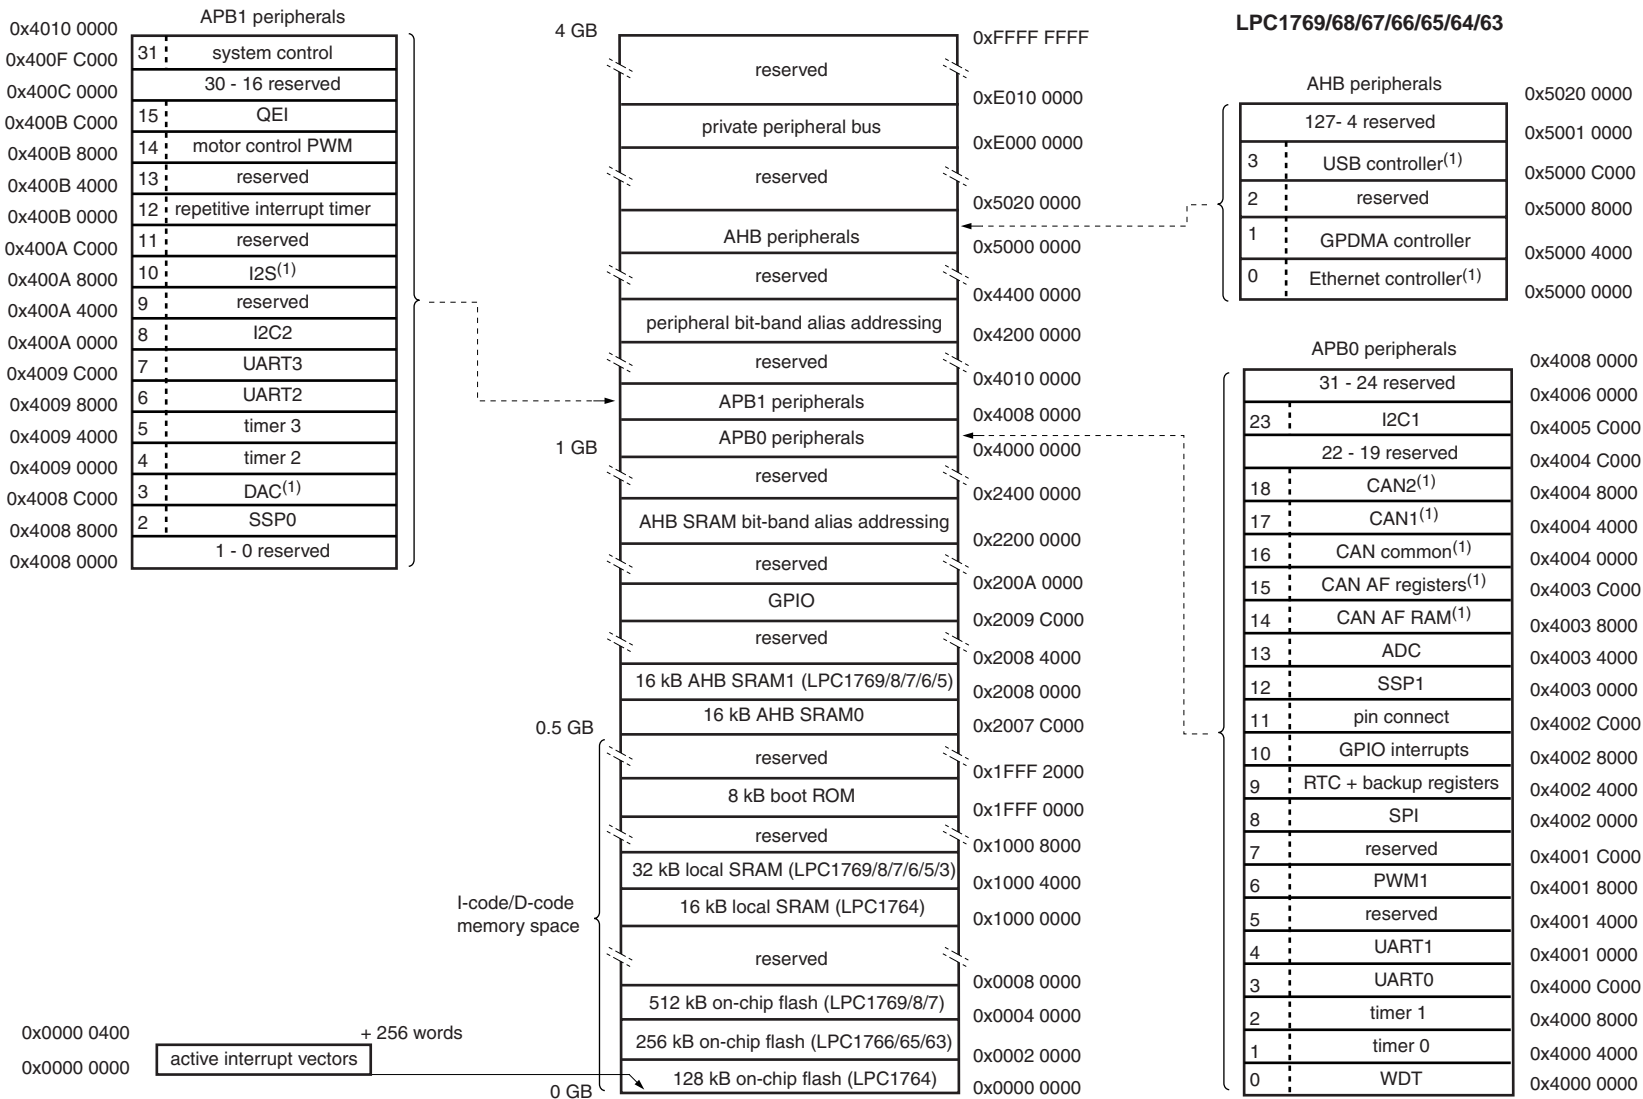 LPC1769/68/67/66/65/64/63
APB1 peripherals
0x4010 0000
31 system control
0x400F C000
30 - 16 reserved
0x400C 0000
15 QEI
0x400B C000
14 motor control PWM
0x400B 8000
13 reserved
0x400B 4000
12 repetitive interrupt timer
0x400B 0000
11 reserved
0x400A C000
10 I2S(1)
0x400A 8000
9 reserved
0x400A 4000
8 I2C2
0x400A 0000
7 UART3
0x4009 C000
6 UART2
0x4009 8000
5 timer 3
0x4009 4000
4 timer 2
0x4009 0000
3 DAC(1)
0x4008 C000
2 SSP0
0x4008 8000
1 - 0 reserved
0x4008 0000
4 GB
0xFFFF FFFF
reserved
0xE010 0000
private peripheral bus
0xE000 0000
reserved
0x5020 0000
AHB peripherals
0x5000 0000
reserved
0x4400 0000
peripheral bit-band alias addressing
0x4200 0000
reserved
0x4010 0000
APB1 peripherals
0x4008 0000
APB0 peripherals
1 GB
0x4000 0000
reserved
0x2400 0000
AHB SRAM bit-band alias addressing
0x2200 0000
reserved
0x200A 0000
GPIO
0x2009 C000
reserved
0x2008 4000
16 kB AHB SRAM1 (LPC1769/8/7/6/5)
0x2008 0000
16 kB AHB SRAM0
0x2007 C000
0.5 GB
reserved
0x1FFF 2000
8 kB boot ROM
0x1FFF 0000
reserved
0x1000 8000
32 kB local SRAM (LPC1769/8/7/6/5/3)
0x1000 4000
16 kB local SRAM (LPC1764)
0x1000 0000
I-code/D-code
memory space
reserved
0x0008 0000
512 kB on-chip flash (LPC1769/8/7)
0x0004 0000
256 kB on-chip flash (LPC1766/65/63)
0x0002 0000
128 kB on-chip flash (LPC1764)
0x0000 0000
0 GB
0x0000 0400
+ 256 words
active interrupt vectors
0x0000 0000
AHB peripherals
0x5020 0000
127- 4 reserved
0x5001 0000
3 USB controller(1)
0x5000 C000
2 reserved
0x5000 8000
1 GPDMA controller
0x5000 4000
0 Ethernet controller(1)
0x5000 0000
APB0 peripherals
0x4008 0000
31 - 24 reserved
0x4006 0000
23 I2C1
0x4005 C000
22 - 19 reserved
0x4004 C000
18 CAN2(1)
0x4004 8000
17 CAN1(1)
0x4004 4000
16 CAN common(1)
0x4004 0000
15 CAN AF registers(1)
0x4003 C000
14 CAN AF RAM(1)
0x4003 8000
13 ADC
0x4003 4000
12 SSP1
0x4003 0000
11 pin connect
0x4002 C000
10 GPIO interrupts
0x4002 8000
9 RTC + backup registers
0x4002 4000
8 SPI
0x4002 0000
7 reserved
0x4001 C000
6 PWM1
0x4001 8000
5 reserved
0x4001 4000
4 UART1
0x4001 0000
3 UART0
0x4000 C000
2 timer 1
0x4000 8000
1 timer 0
0x4000 4000
0 WDT
0x4000 0000